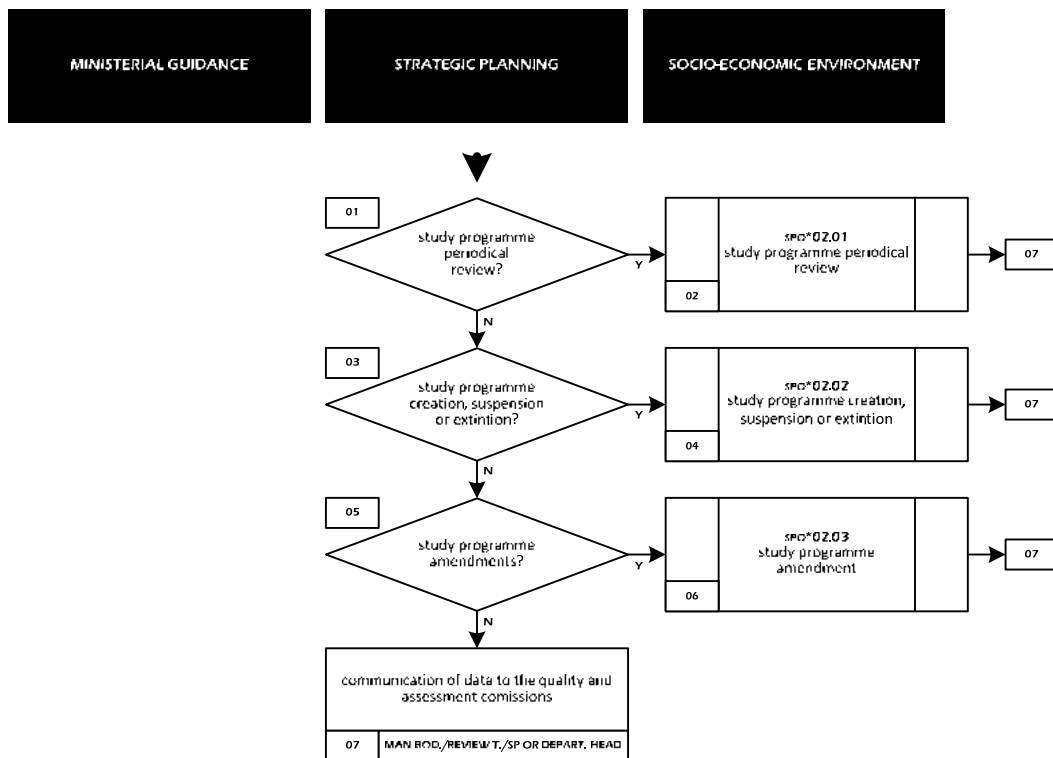 MINISTERIAL GUIDANCE
STRATEGIC PLANNING
SOCIO-ECONOMIC ENVIRONMENT
01
study programme
periodical
review?
Y
SPO*02.01
study programme periodical
review
02
07
N
03
study programme
creation, suspension
or extintion?
Y
SPO*02.02
study programme creation,
suspension or extintion
04
07
N
05
study programme
amendments?
Y
SPO*02.03
study programme
amendment
06
07
N
communication of data to the quality and
assessment comissions
07 MAN BOD./REVIEW T./SP OR DEPART. HEAD